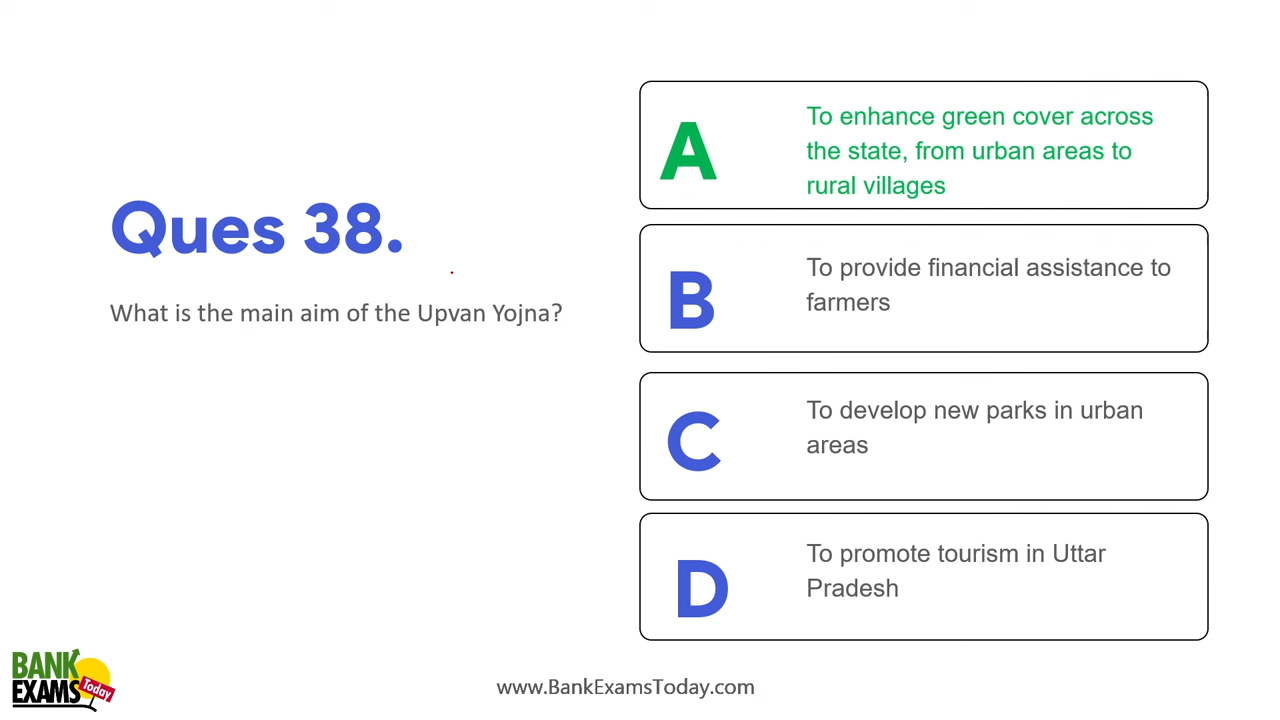 Ques 38.
What is the main aim of the Upvan Yojna?
A
To enhance green cover across
the state, from urban areas to
rural villages
B
To provide financial assistance to
farmers
C
To develop new parks in urban
areas
D
To promote tourism in Uttar
Pradesh
BANK
EXAMS
Today
www.BankExamsToday.com